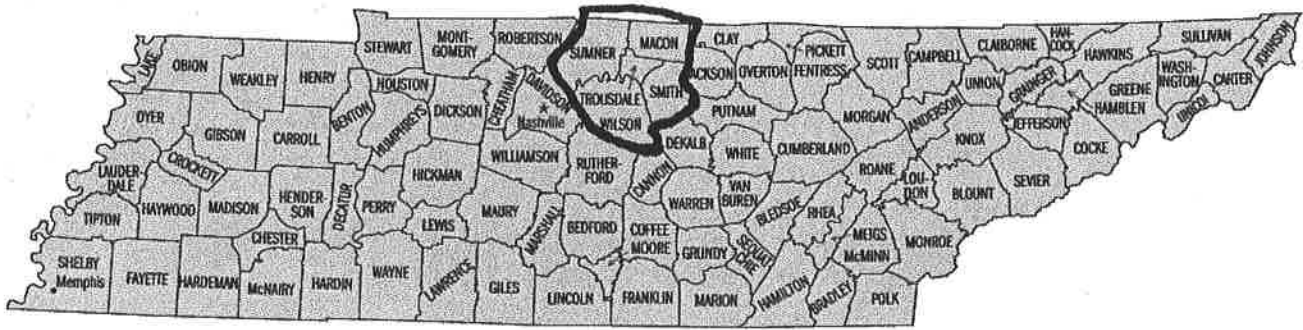 LAKE
OBION
WEAKLEY
HENRY
STEWART
MONT-
GOMERY
ROBERTSON
SUMNER
MACON
CLAY
PICKETT
SCOTT
CAMPBELL
CLAIBORNE
HAN-
COCK
HAWKINS
SULLIVAN
JOHNSON
HOUSTON
CHEATHAM
DAVIDSON
Nashville
TROUSDALE
SMITH
JACKSON
OVERTON
FENTRESS
UNION
GRAINGER
WASH-
INGTON
CARTER
DYER
GIBSON
CARROLL
BENTON
HUMPHREYS
DICKSON
WILSON
PUTNAM
MORGAN
ANDERSON
KNOX
JEFFERSON
HAMBLEN
GREENE
UNICOI
CROCKETT
WILLIAMSON
RUTHER-
FORD
DEKALB
WHITE
CUMBERLAND
ROANE
LOU-
DON
BLOUNT
SEVIER
COCKE
LAUDER-
DALE
HAYWOOD
MADISON
HENDER-
SON
DECATUR
PERRY
HICKMAN
CANNON
WARREN
VAN
BUREN
BLEDSOE
RHEA
TIPTON
CHESTER
LEWIS
MAURY
MARSHALL
BEDFORD
COFFEE
MOORE
GRUNDY
SEQUAT
CHIE
MEIGS
McMINN
MONROE
SHELBY
Memphis
FAYETTE
HARDEMAN
McNAIRY
HARDIN
WAYNE
LAWRENCE
GILES
LINCOLN
FRANKLIN
MARION
HAMILTON
BRADLEY
POLK